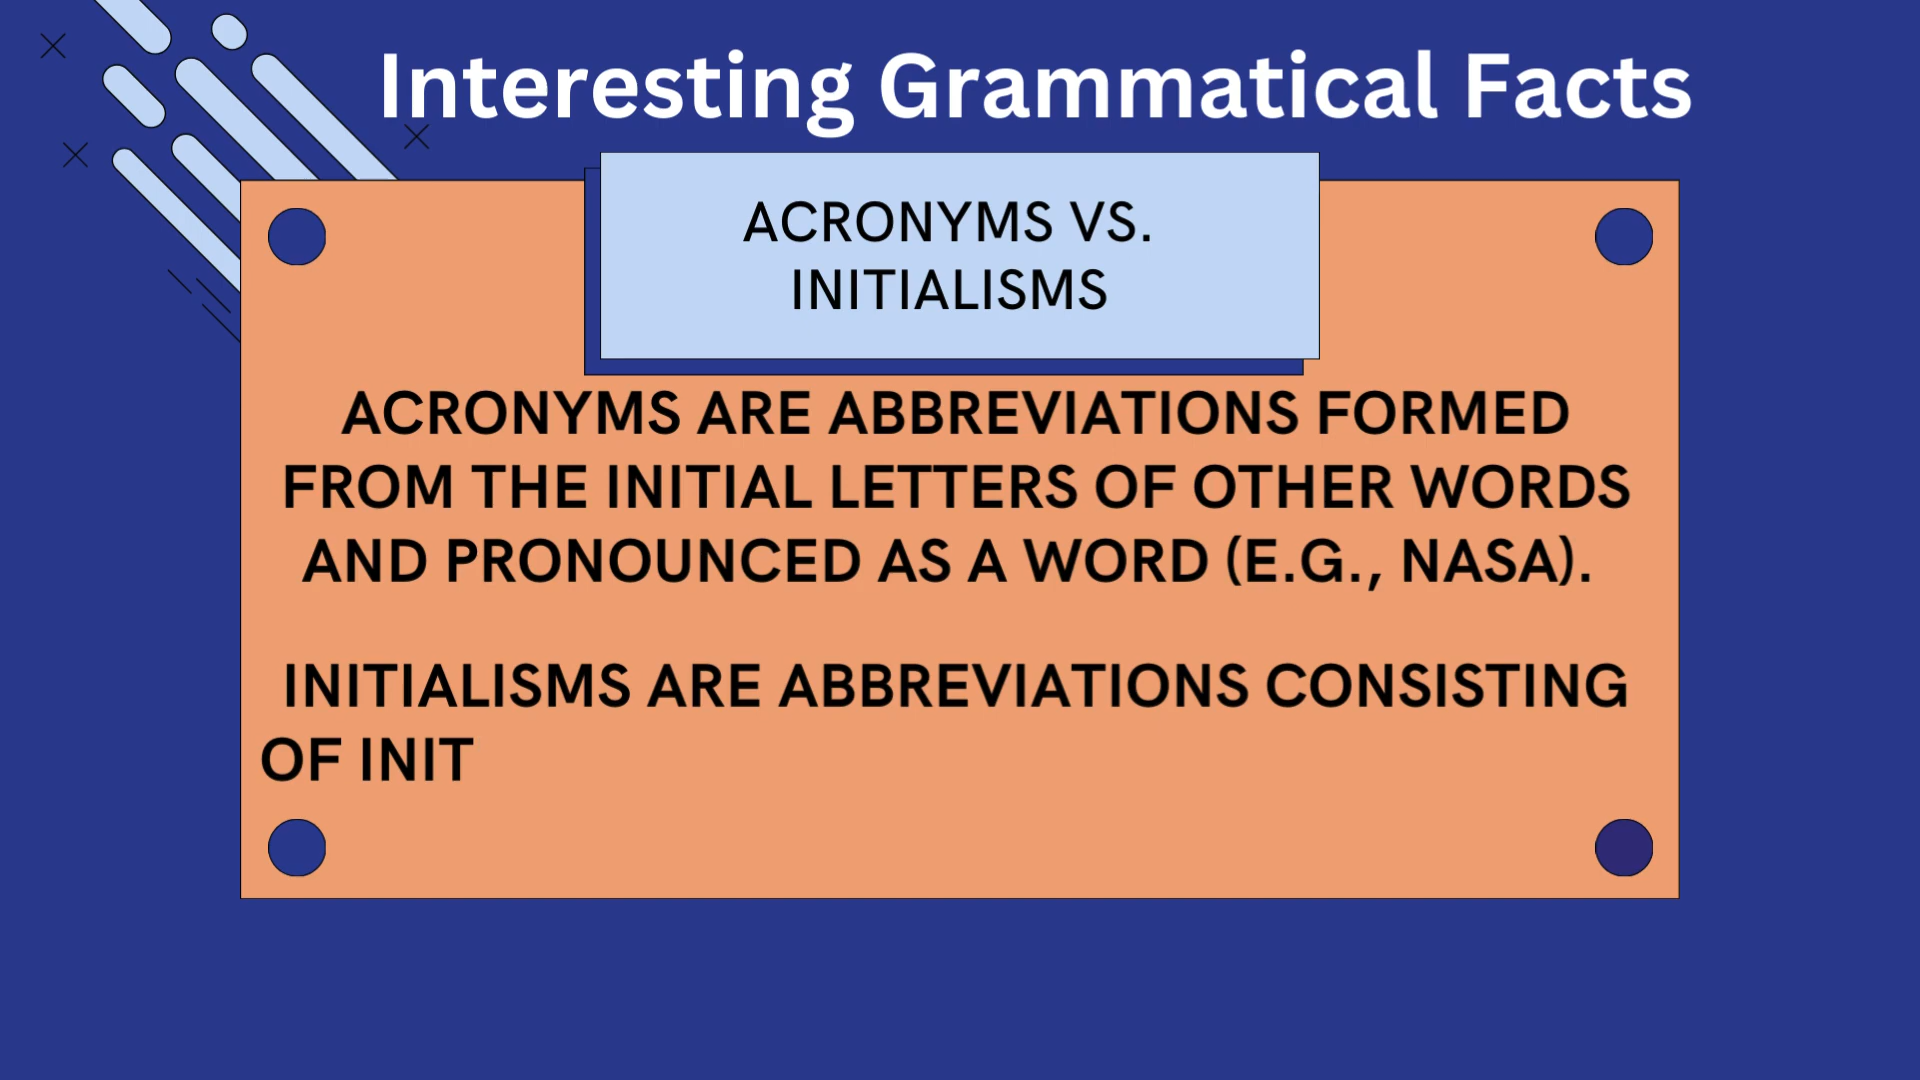 Interesting Grammatical Facts
ACRONYMS VS.
INITIALISMS
ACRONYMS ARE ABBREVIATIONS FORMED
FROM THE INITIAL LETTERS OF OTHER WORDS
AND PRONOUNCED AS A WORD (E.G., NASA).
INITIALISMS ARE ABBREVIATIONS CONSISTING
OF INIT